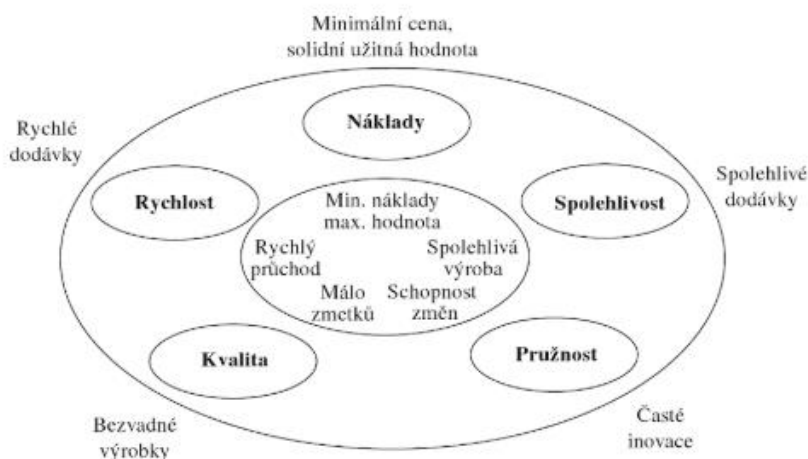 Minimální cena,
solidní užitná hodnota
Náklady
Rychlé
dodávky
Spolehlivé
dodávky
Rychlost
Spolehlivost
Min. náklady
max. hodnota
Rychlý
průchod
Spolehlivá
výroba
Málo
zmetků
Schopnost
změn
Kvalita
Pružnost
Bezvadné
výrobky
Časté
inovace